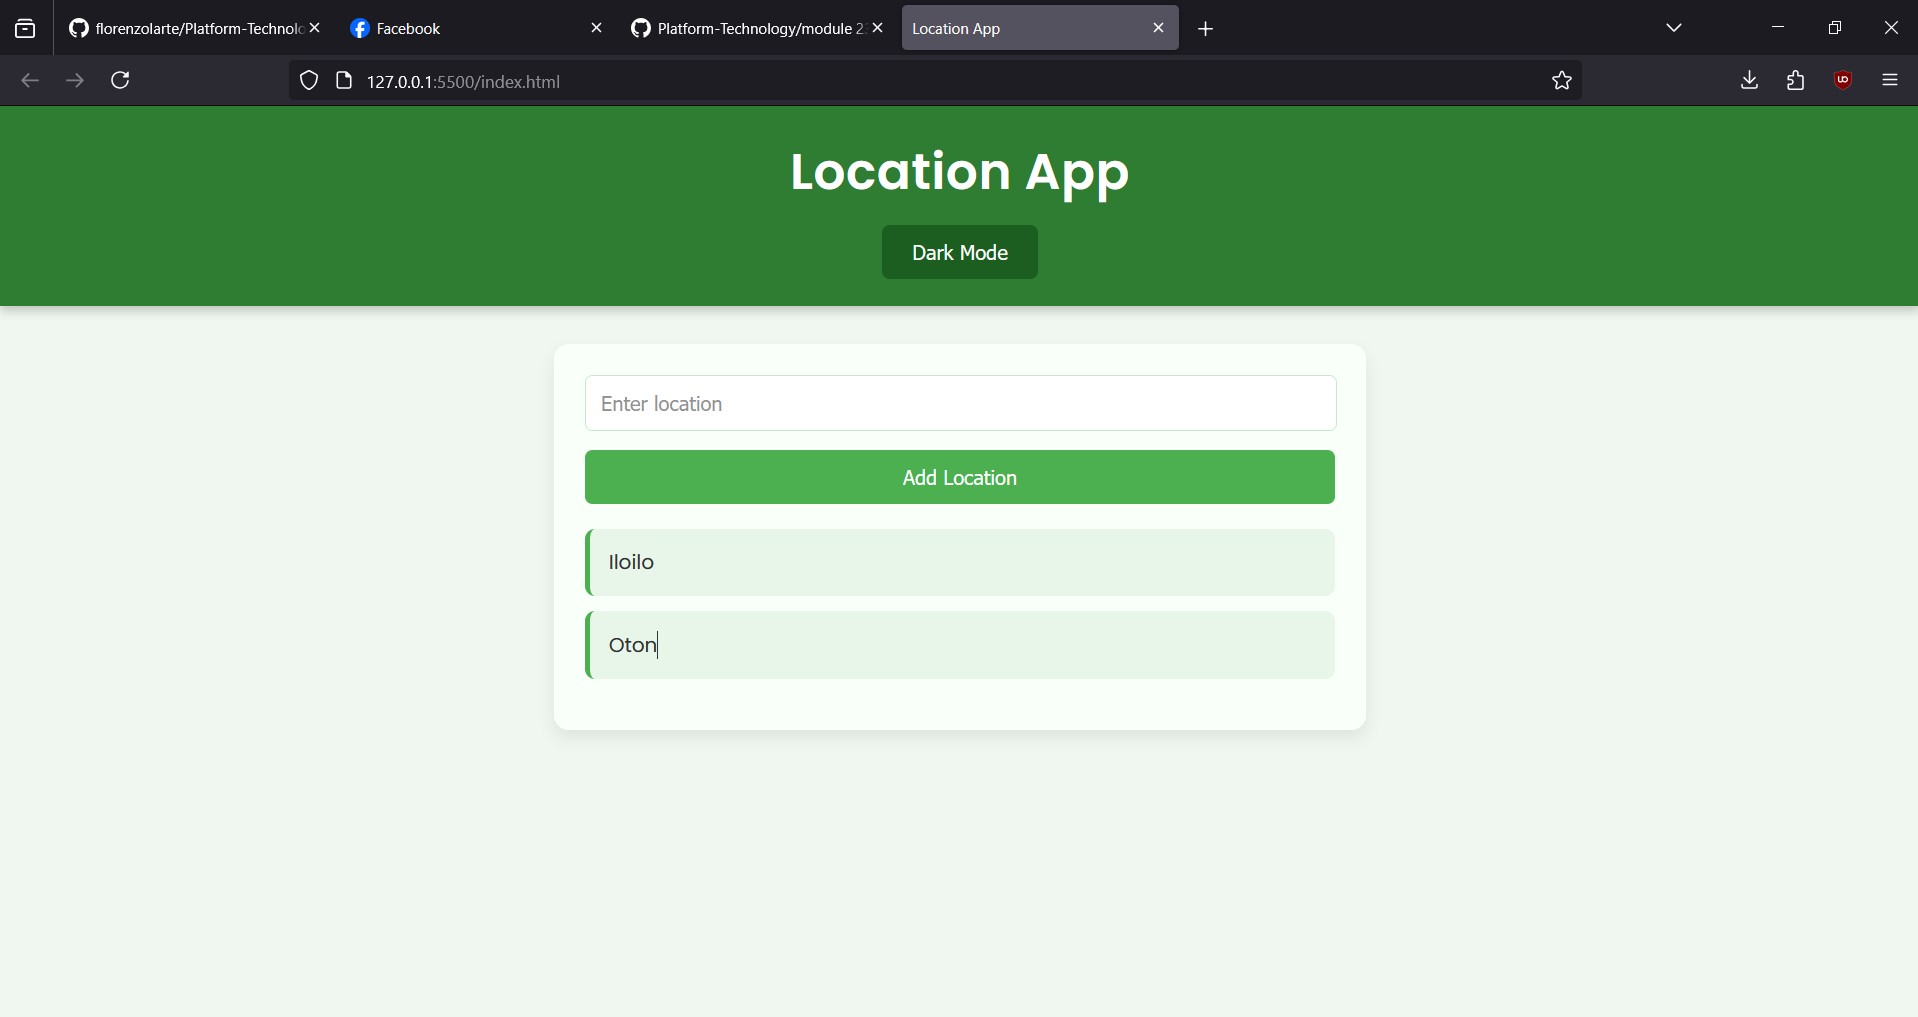 florenzolarte/Platform-Technolo
Facebook
Platform-Technology/module 2
Location App
127.0.0.1:5500/index.html
Location App
Dark Mode
Enter location
Add Location
Iloilo
Oton